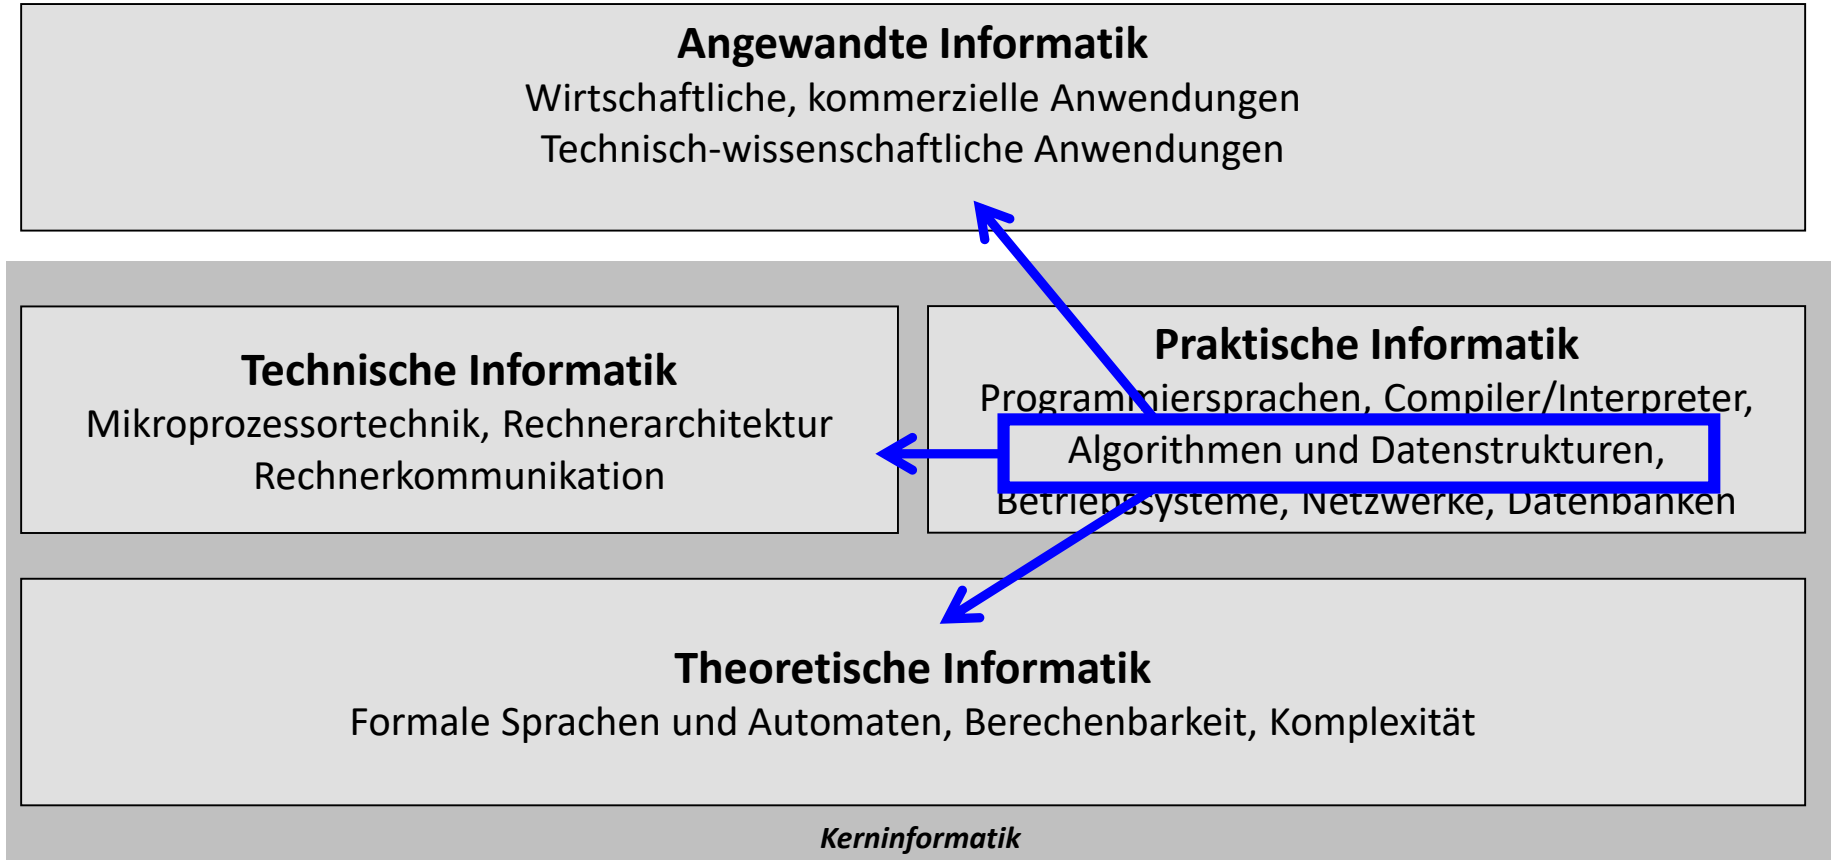 Angewandte Informatik
Wirtschaftliche, kommerzielle Anwendungen
Technisch-wissenschaftliche Anwendungen
Technische Informatik
Mikroprozessortechnik, Rechnerarchitektur
Rechnerkommunikation
Praktische Informatik
Programmiersprachen, Compiler/Interpreter,
Algorithmen und Datenstrukturen,
Betriebssysteme, Netzwerke, Datenbanken
Theoretische Informatik
Formale Sprachen und Automaten, Berechenbarkeit, Komplexität
Kerninformatik